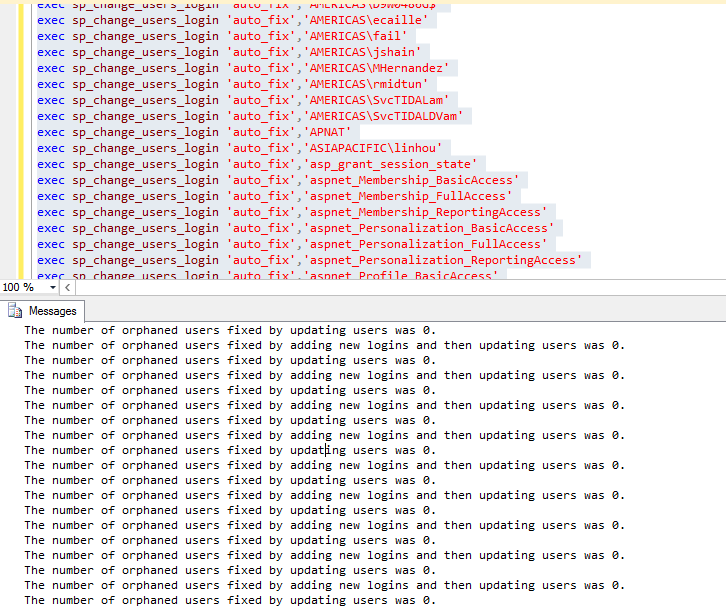 exec sp_change_users_login 'auto_fix','AMERICAS\D9W0486G$'
exec sp_change_users_login 'auto_fix','AMERICAS\ecaille'
exec sp_change_users_login 'auto_fix','AMERICAS\fail'
exec sp_change_users_login 'auto_fix','AMERICAS\jshain'
exec sp_change_users_login 'auto_fix','AMERICAS\MHernandez'
exec sp_change_users_login 'auto_fix','AMERICAS\rmidtun'
exec sp_change_users_login 'auto_fix','AMERICAS\SvcTIDALam'
exec sp_change_users_login 'auto_fix','AMERICAS\SvcTIDALDVam'
exec sp_change_users_login 'auto_fix','APNAT'
exec sp_change_users_login 'auto_fix','ASIAPACIFIC\linhou'
exec sp_change_users_login 'auto_fix','asp_grant_session_state'
exec sp_change_users_login 'auto_fix','aspnet_Membership_BasicAccess'
exec sp_change_users_login 'auto_fix','aspnet_Membership_FullAccess'
exec sp_change_users_login 'auto_fix','aspnet_Membership_ReportingAccess'
exec sp_change_users_login 'auto_fix','aspnet_Personalization_BasicAccess'
exec sp_change_users_login 'auto_fix','aspnet_Personalization_FullAccess'
exec sp_change_users_login 'auto_fix','aspnet_Personalization_ReportingAccess'
exec sp_change_users_login 'auto_fix','aspnet_Profile_BasicAccess'
100 %
Messages
The number of orphaned users fixed by updating users was 0.
The number of orphaned users fixed by adding new logins and then updating users was 0.
The number of orphaned users fixed by updating users was 0.
The number of orphaned users fixed by adding new logins and then updating users was 0.
The number of orphaned users fixed by updating users was 0.
The number of orphaned users fixed by adding new logins and then updating users was 0.
The number of orphaned users fixed by updating users was 0.
The number of orphaned users fixed by adding new logins and then updating users was 0.
The number of orphaned users fixed by updating users was 0.
The number of orphaned users fixed by adding new logins and then updating users was 0.
The number of orphaned users fixed by updating users was 0.
The number of orphaned users fixed by adding new logins and then updating users was 0.
The number of orphaned users fixed by updating users was 0.
The number of orphaned users fixed by adding new logins and then updating users was 0.
The number of orphaned users fixed by updating users was 0.
The number of orphaned users fixed by adding new logins and then updating users was 0.
The number of orphaned users fixed by updating users was 0.
The number of orphaned users fixed by adding new logins and then updating users was 0.
The number of orphaned users fixed by updating users was 0.